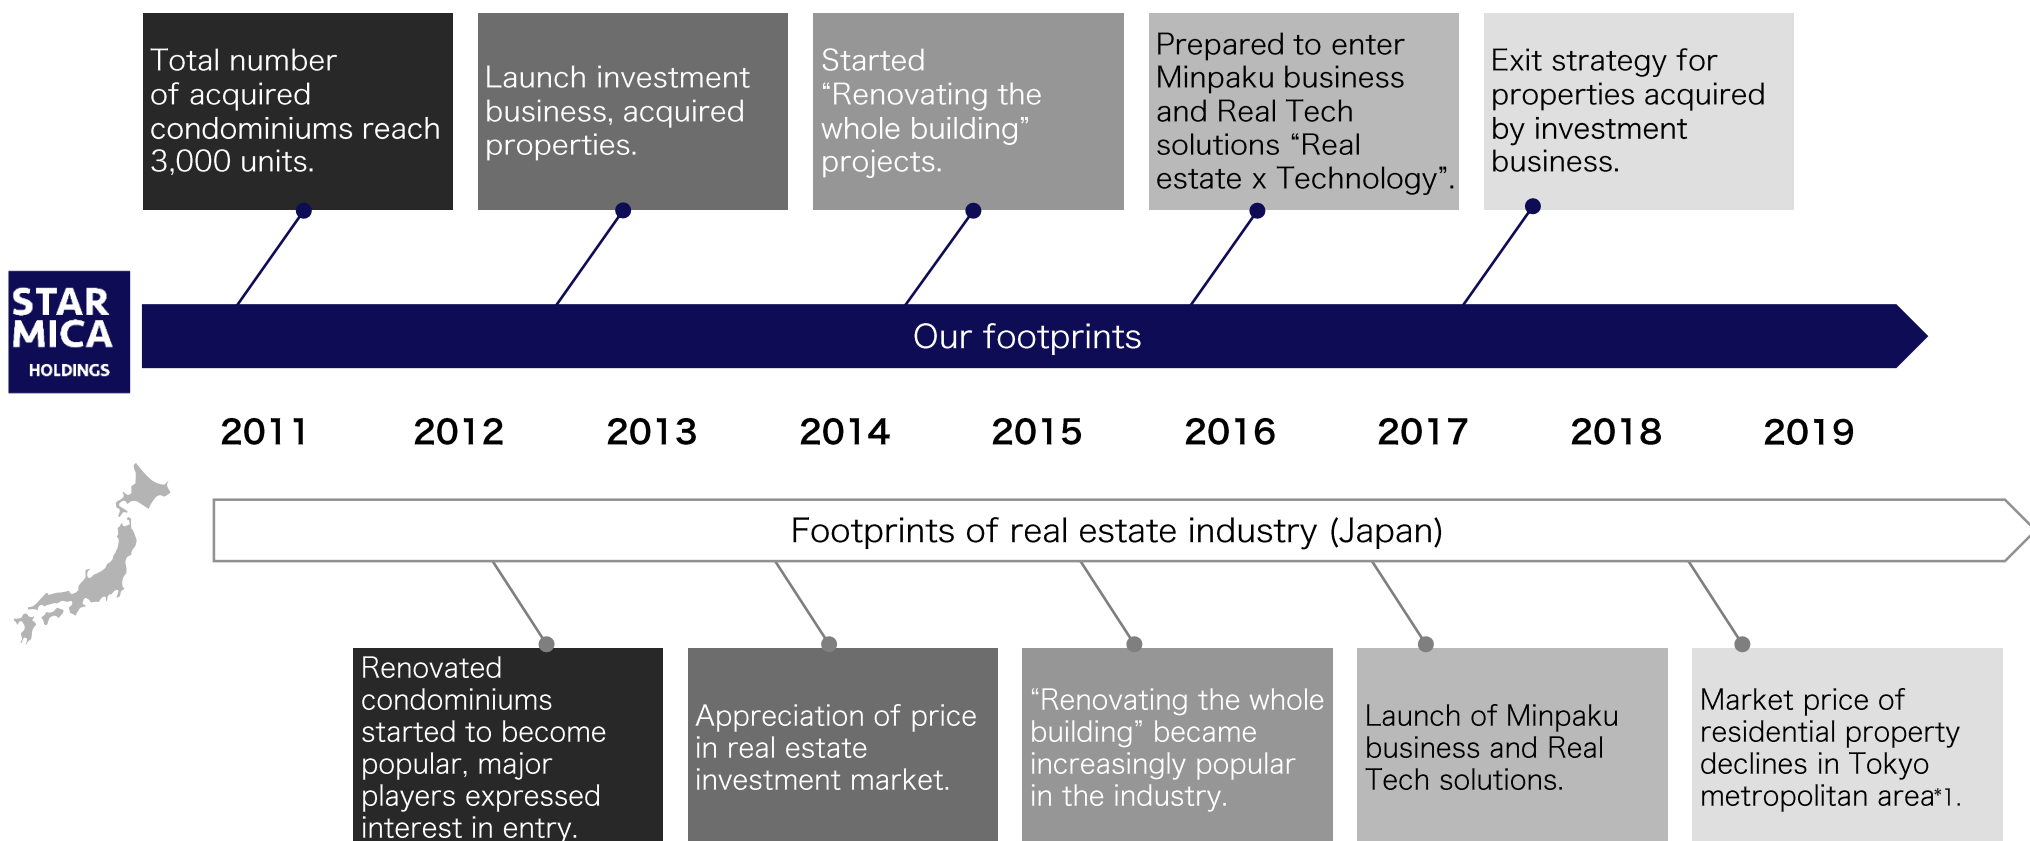 Total number
of acquired
condominiums reach
3,000 units.
Launch investment
business, acquired
properties.
Started
“Renovating the
whole building”
projects.
Prepared to enter
Minpaku business
and Real Tech
solutions “Real
estate x Technology”.
Exit strategy for
properties acquired
by investment
business.
STAR
MICA
HOLDINGS
Our footprints
2011 2012 2013 2014 2015 2016 2017 2018 2019
Footprints of real estate industry (Japan)
Renovated
condominiums
started to become
popular, major
players expressed
interest in entry.
Appreciation of price
in real estate
investment market.
“Renovating the whole
building” became
increasingly popular
in the industry.
Launch of Minpaku
business and Real
Tech solutions.
Market price of
residential property
declines in Tokyo
metropolitan area*1.